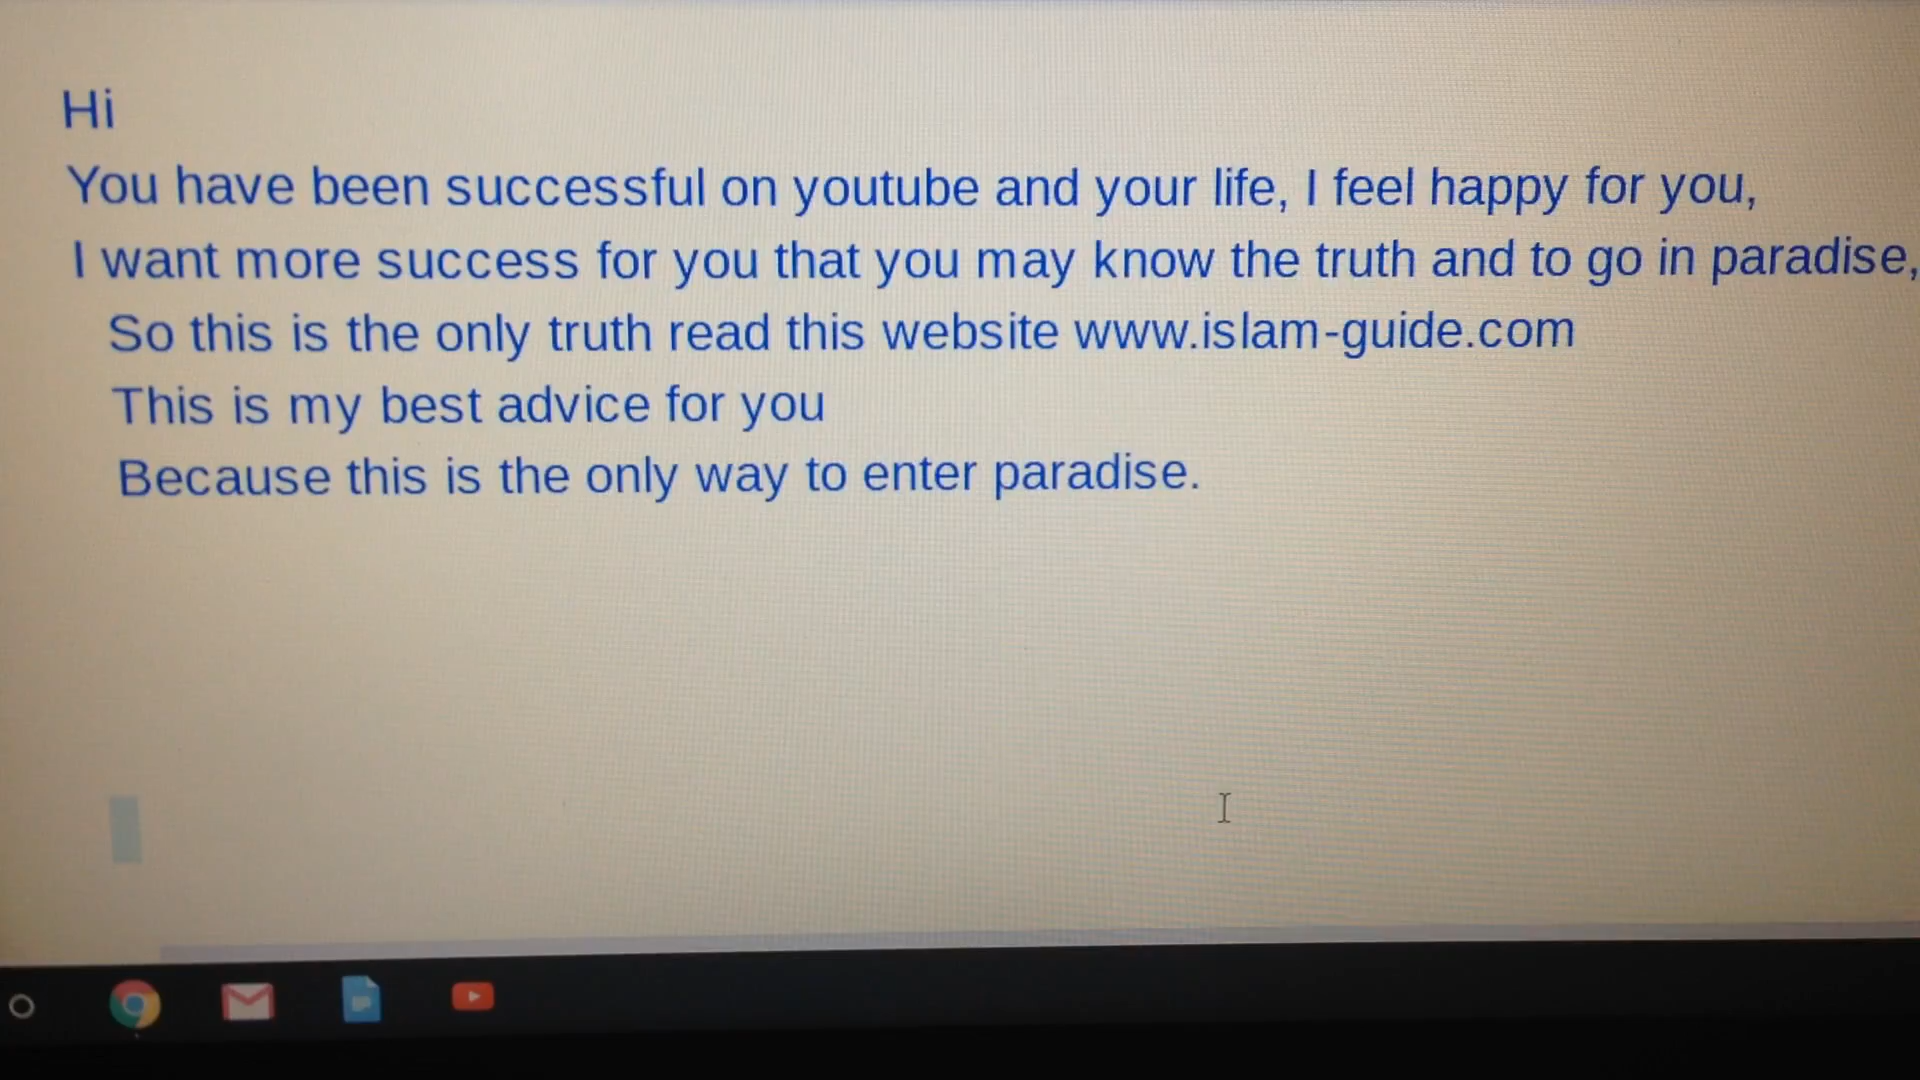 Hi
You have been successful on youtube and your life, I feel happy for you,
I want more success for you that you may know the truth and to go in paradise,
So this is the only truth read this website www.islam-guide.com
This is my best advice for you
Because this is the only way to enter paradise.